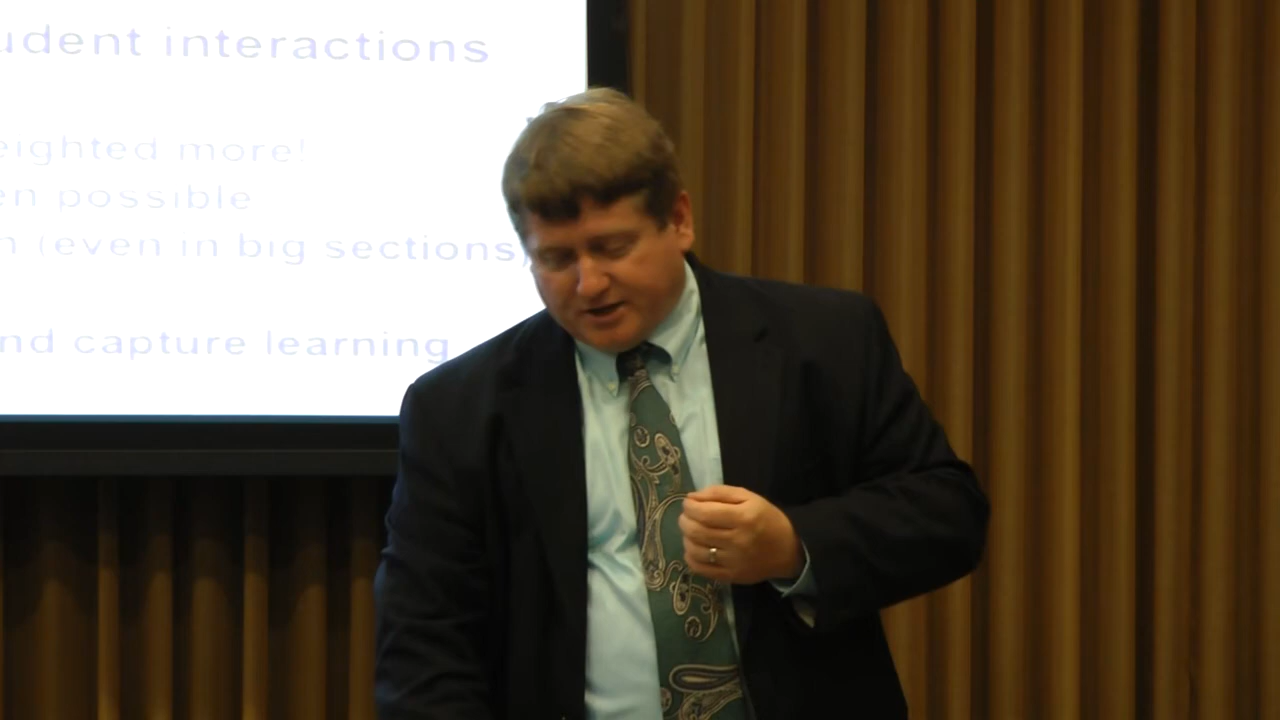 udent interactions
eighted more!
en possible
n (even in big sections)
nd capture learning